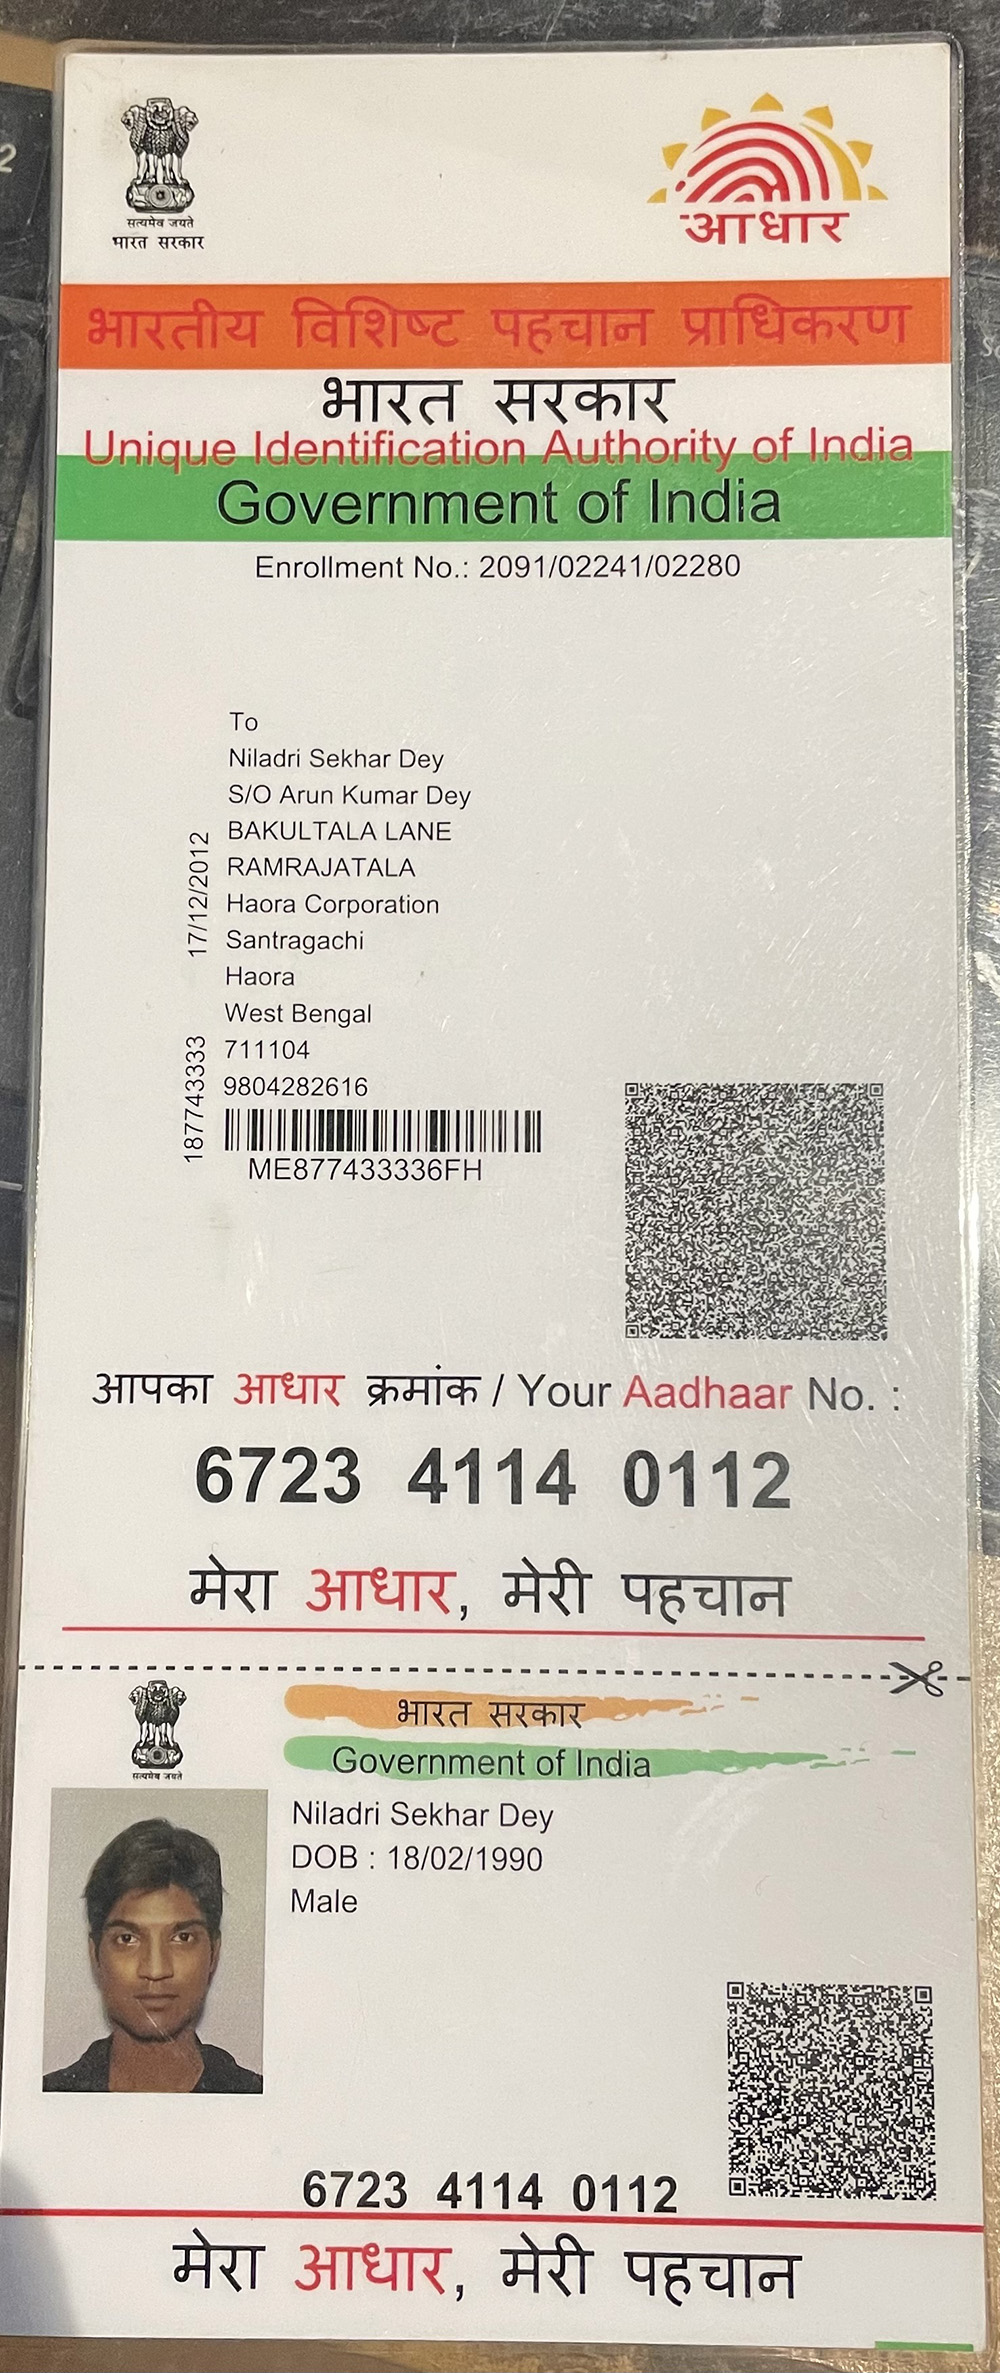 सत्यमेव जयते
भारत सरकार
आधार
भारतीय विशिष्ट पहचान प्राधिकरण
भारत सरकार
Unique Identification Authority of India
Government of India
Enrollment No.: 2091/02241/02280
To
Niladri Sekhar Dey
S/O Arun Kumar Dey
BAKULTALA LANE
RAMRAJATALA
Haora Corporation
Santragachi
Haora
West Bengal
711104
9804282616
17/12/2012
187743333
ME877433336FH
आपका आधार क्रमांक / Your Aadhaar No. :
6723 4114 0112
मेरा आधार, मेरी पहचान
सत्यमेव जयते
भारत सरकार
Government of India
Niladri Sekhar Dey
DOB : 18/02/1990
Male
6723 4114 0112
मेरा आधार, मेरी पहचान